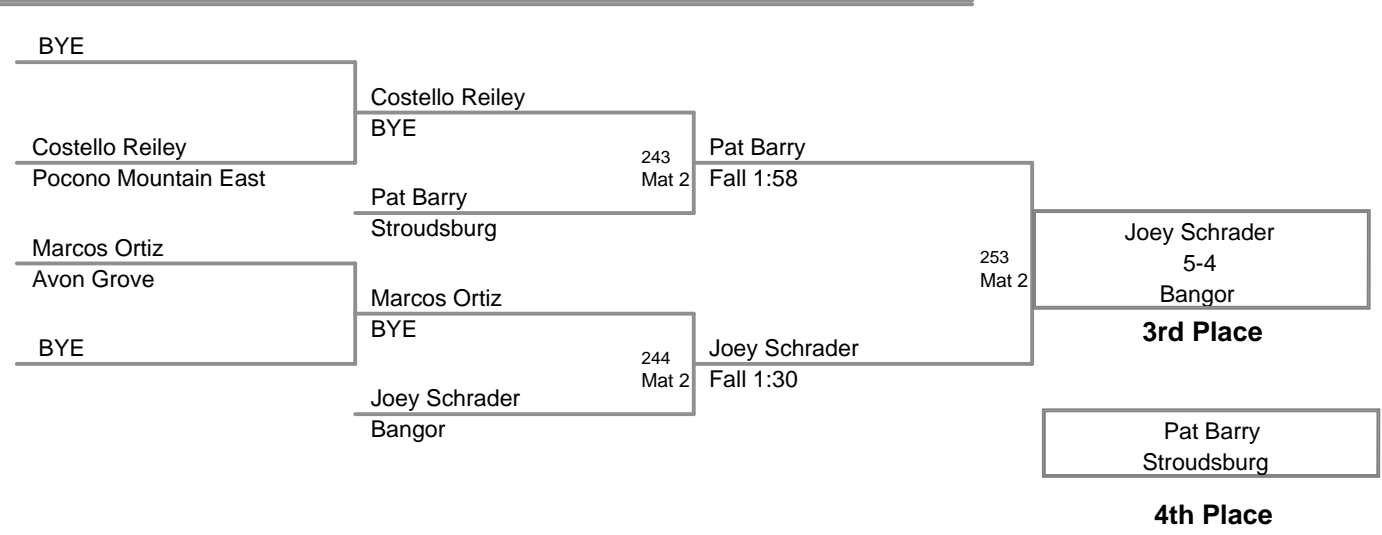 BYE
Costello Reiley
BYE
Costello Reiley
Pocono Mountain East
243
Mat 2
Pat Barry
Fall 1:58
Pat Barry
Stroudsburg
Marcos Ortiz
Avon Grove
253
Mat 2
Joey Schrader
5-4
Bangor
3rd Place
Marcos Ortiz
BYE
BYE
244
Mat 2
Joey Schrader
Fall 1:30
Joey Schrader
Bangor
Pat Barry
Stroudsburg
4th Place